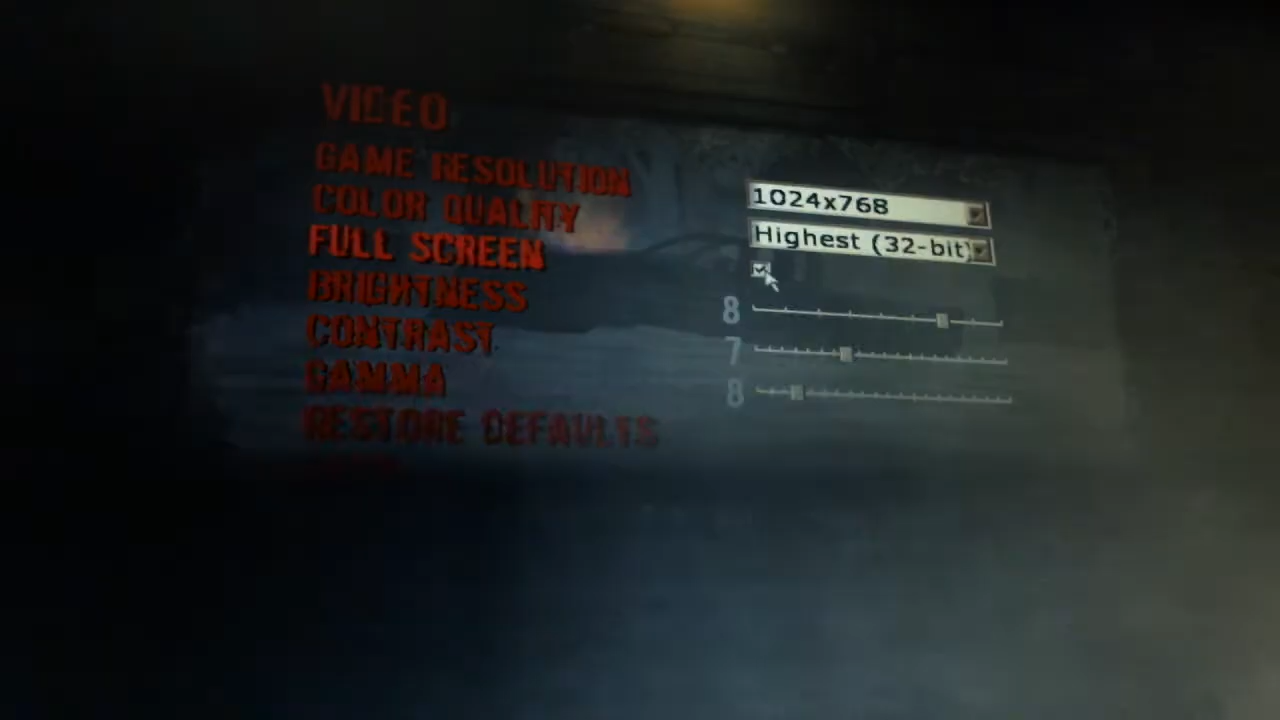 VIDEO
GAME RESOLUTION 1024x768
COLOR QUALITY Highest (32-bit)
FULL SCREEN
BRIGHTNESS 8
CONTRAST 7
GAMMA 8
RESTORE DEFAULTS